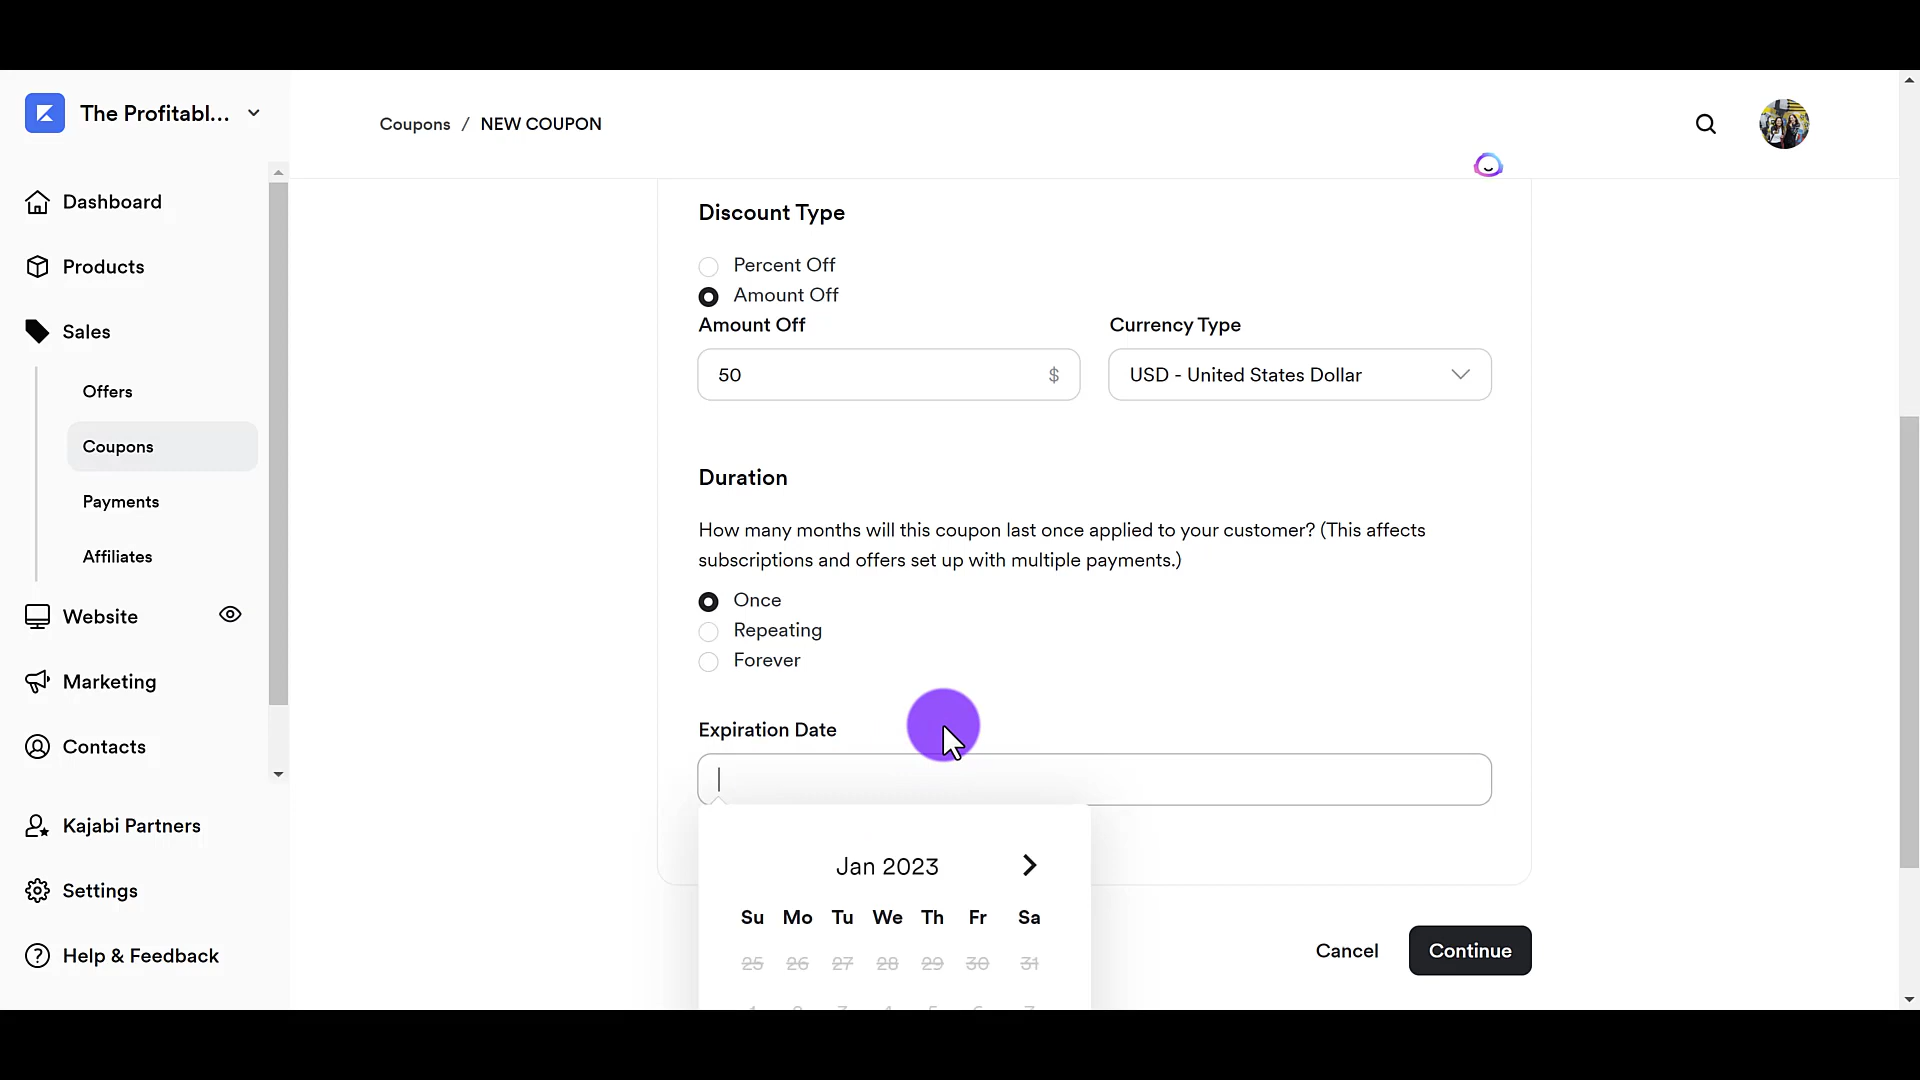 The Profitabl...
Coupons / NEW COUPON
Dashboard
Products
Sales
Offers
Coupons
Payments
Affiliates
Website
Marketing
Contacts
Kajabi Partners
Settings
Help & Feedback
Discount Type
Percent Off
Amount Off
Amount Off
Currency Type
50 $
USD - United States Dollar
Duration
How many months will this coupon last once applied to your customer? (This affects
subscriptions and offers set up with multiple payments.)
Once
Repeating
Forever
Expiration Date
Jan 2023
Su Mo Tu We Th Fr Sa
25 26 27 28 29 30 31
Cancel
Continue